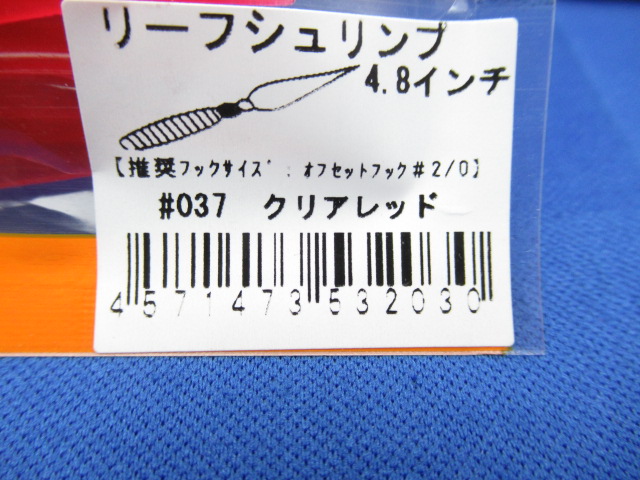 リーフシュリンプ
4.8インチ
【推奨フックサイズ：オフセットフック#2/0】
#037 クリアレッド
4571473532030